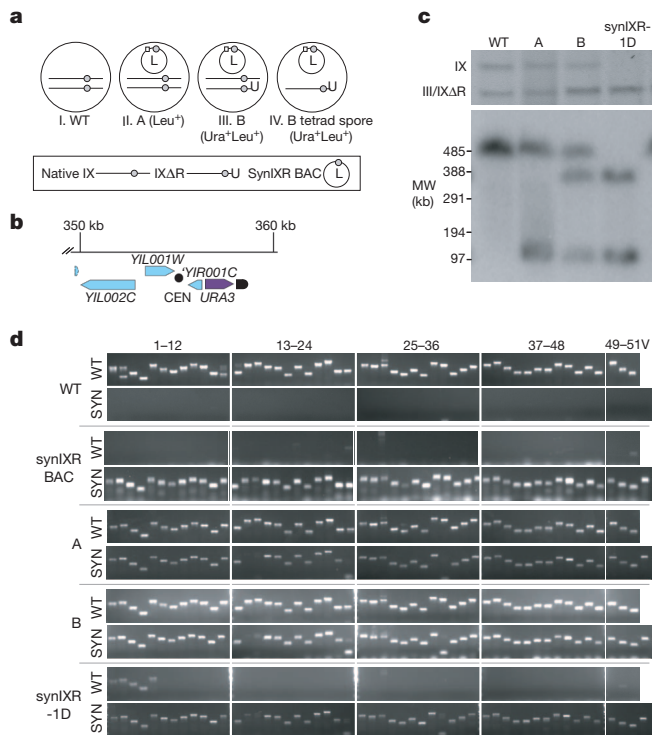 a
L
L
U
L
U
I. WT
II. A (Leu+)
III. B
(Ura+Leu+)
IV. B tetrad spore
(Ura+Leu+)
Native IX
IXΔR
U
SynIXR BAC
L
b
350 kb
360 kb
YIL001W
'YIR001C
YIL002C
CEN
URA3
c
WT
A
B
synIXR-
1D
IX
III/IXΔR
MW
(kb)
485
388
291
194
97
d
1–12
13–24
25–36
37–48
49–51V
WT
WT
SYN
synIXR
BAC
WT
SYN
A
WT
SYN
B
WT
SYN
synIXR
-1D
WT
SYN